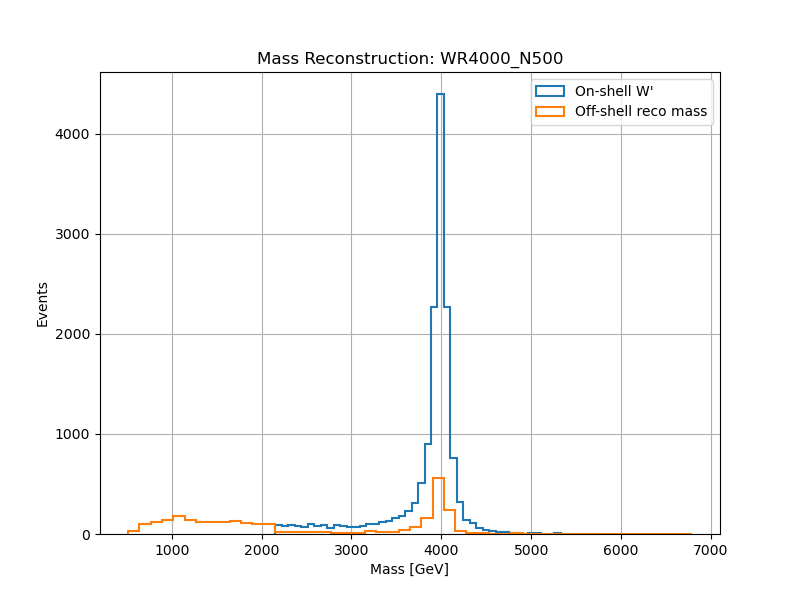 Mass Reconstruction: WR4000_N500
On-shell W'
Off-shell reco mass
Events
4000
3000
2000
1000
0
1000 2000 3000 4000 5000 6000 7000
Mass [GeV]